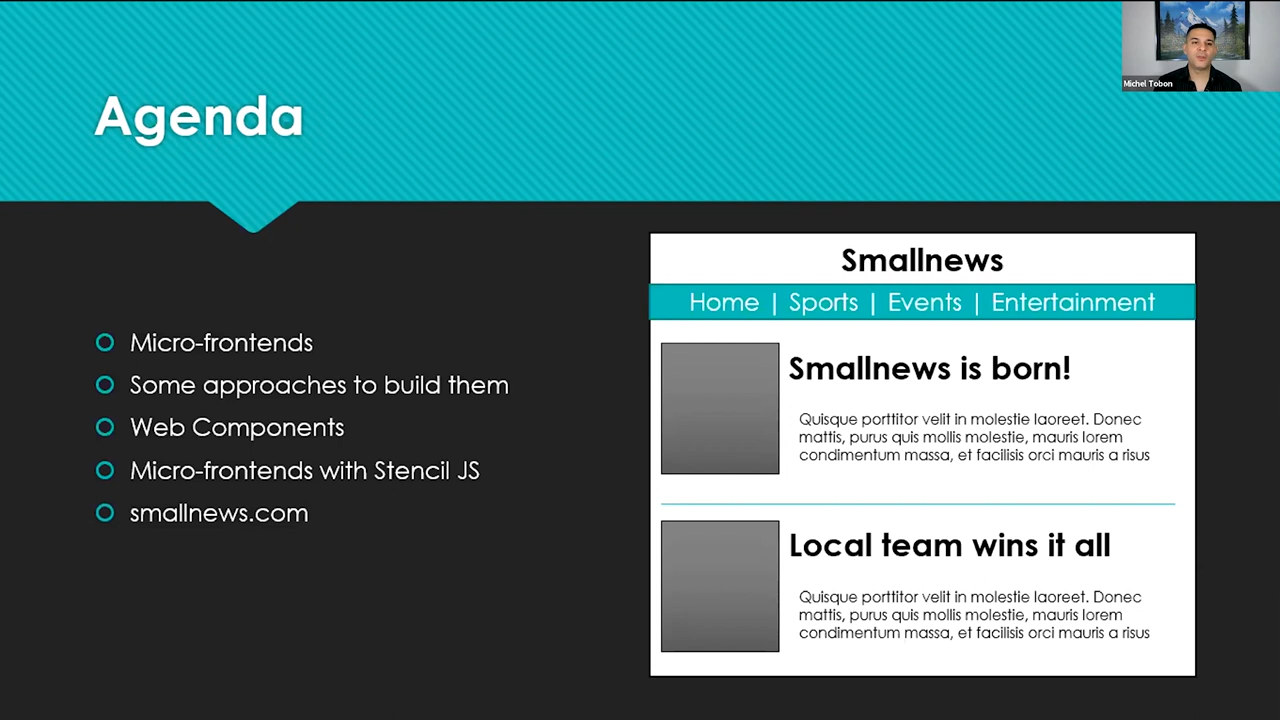 Michel Tobon
Agenda
Micro-frontends
Some approaches to build them
Web Components
Micro-frontends with Stencil JS
smallnews.com
Smallnews
Home | Sports | Events | Entertainment
Smallnews is born!
Quisque porttitor velit in molestie laoreet. Donec
mattis, purus quis mollis molestie, mauris lorem
condimentum massa, et facilisis orci mauris a risus
Local team wins it all
Quisque porttitor velit in molestie laoreet. Donec
mattis, purus quis mollis molestie, mauris lorem
condimentum massa, et facilisis orci mauris a risus